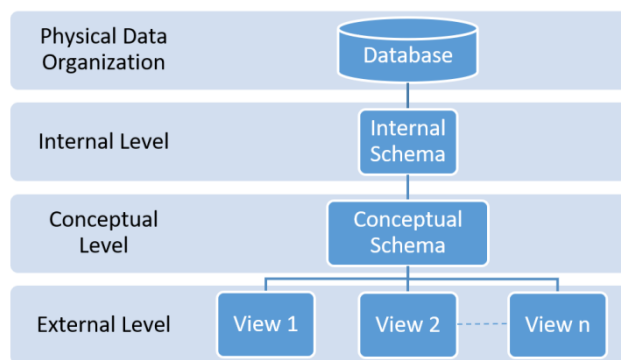 Physical Data
Organization
Database
Internal Level
Internal
Schema
Conceptual
Level
Conceptual
Schema
External Level
View 1
View 2
View n